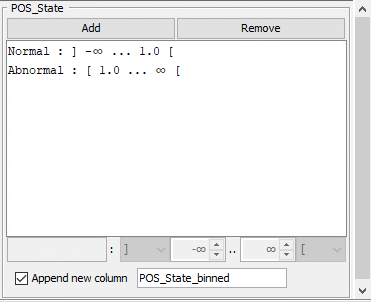 POS_State
Add Remove
Normal : ] -∞ ... 1.0 [
Abnormal : [ 1.0 ... ∞ [
: ] -∞ .. ∞ [
Append new column POS_State_binned